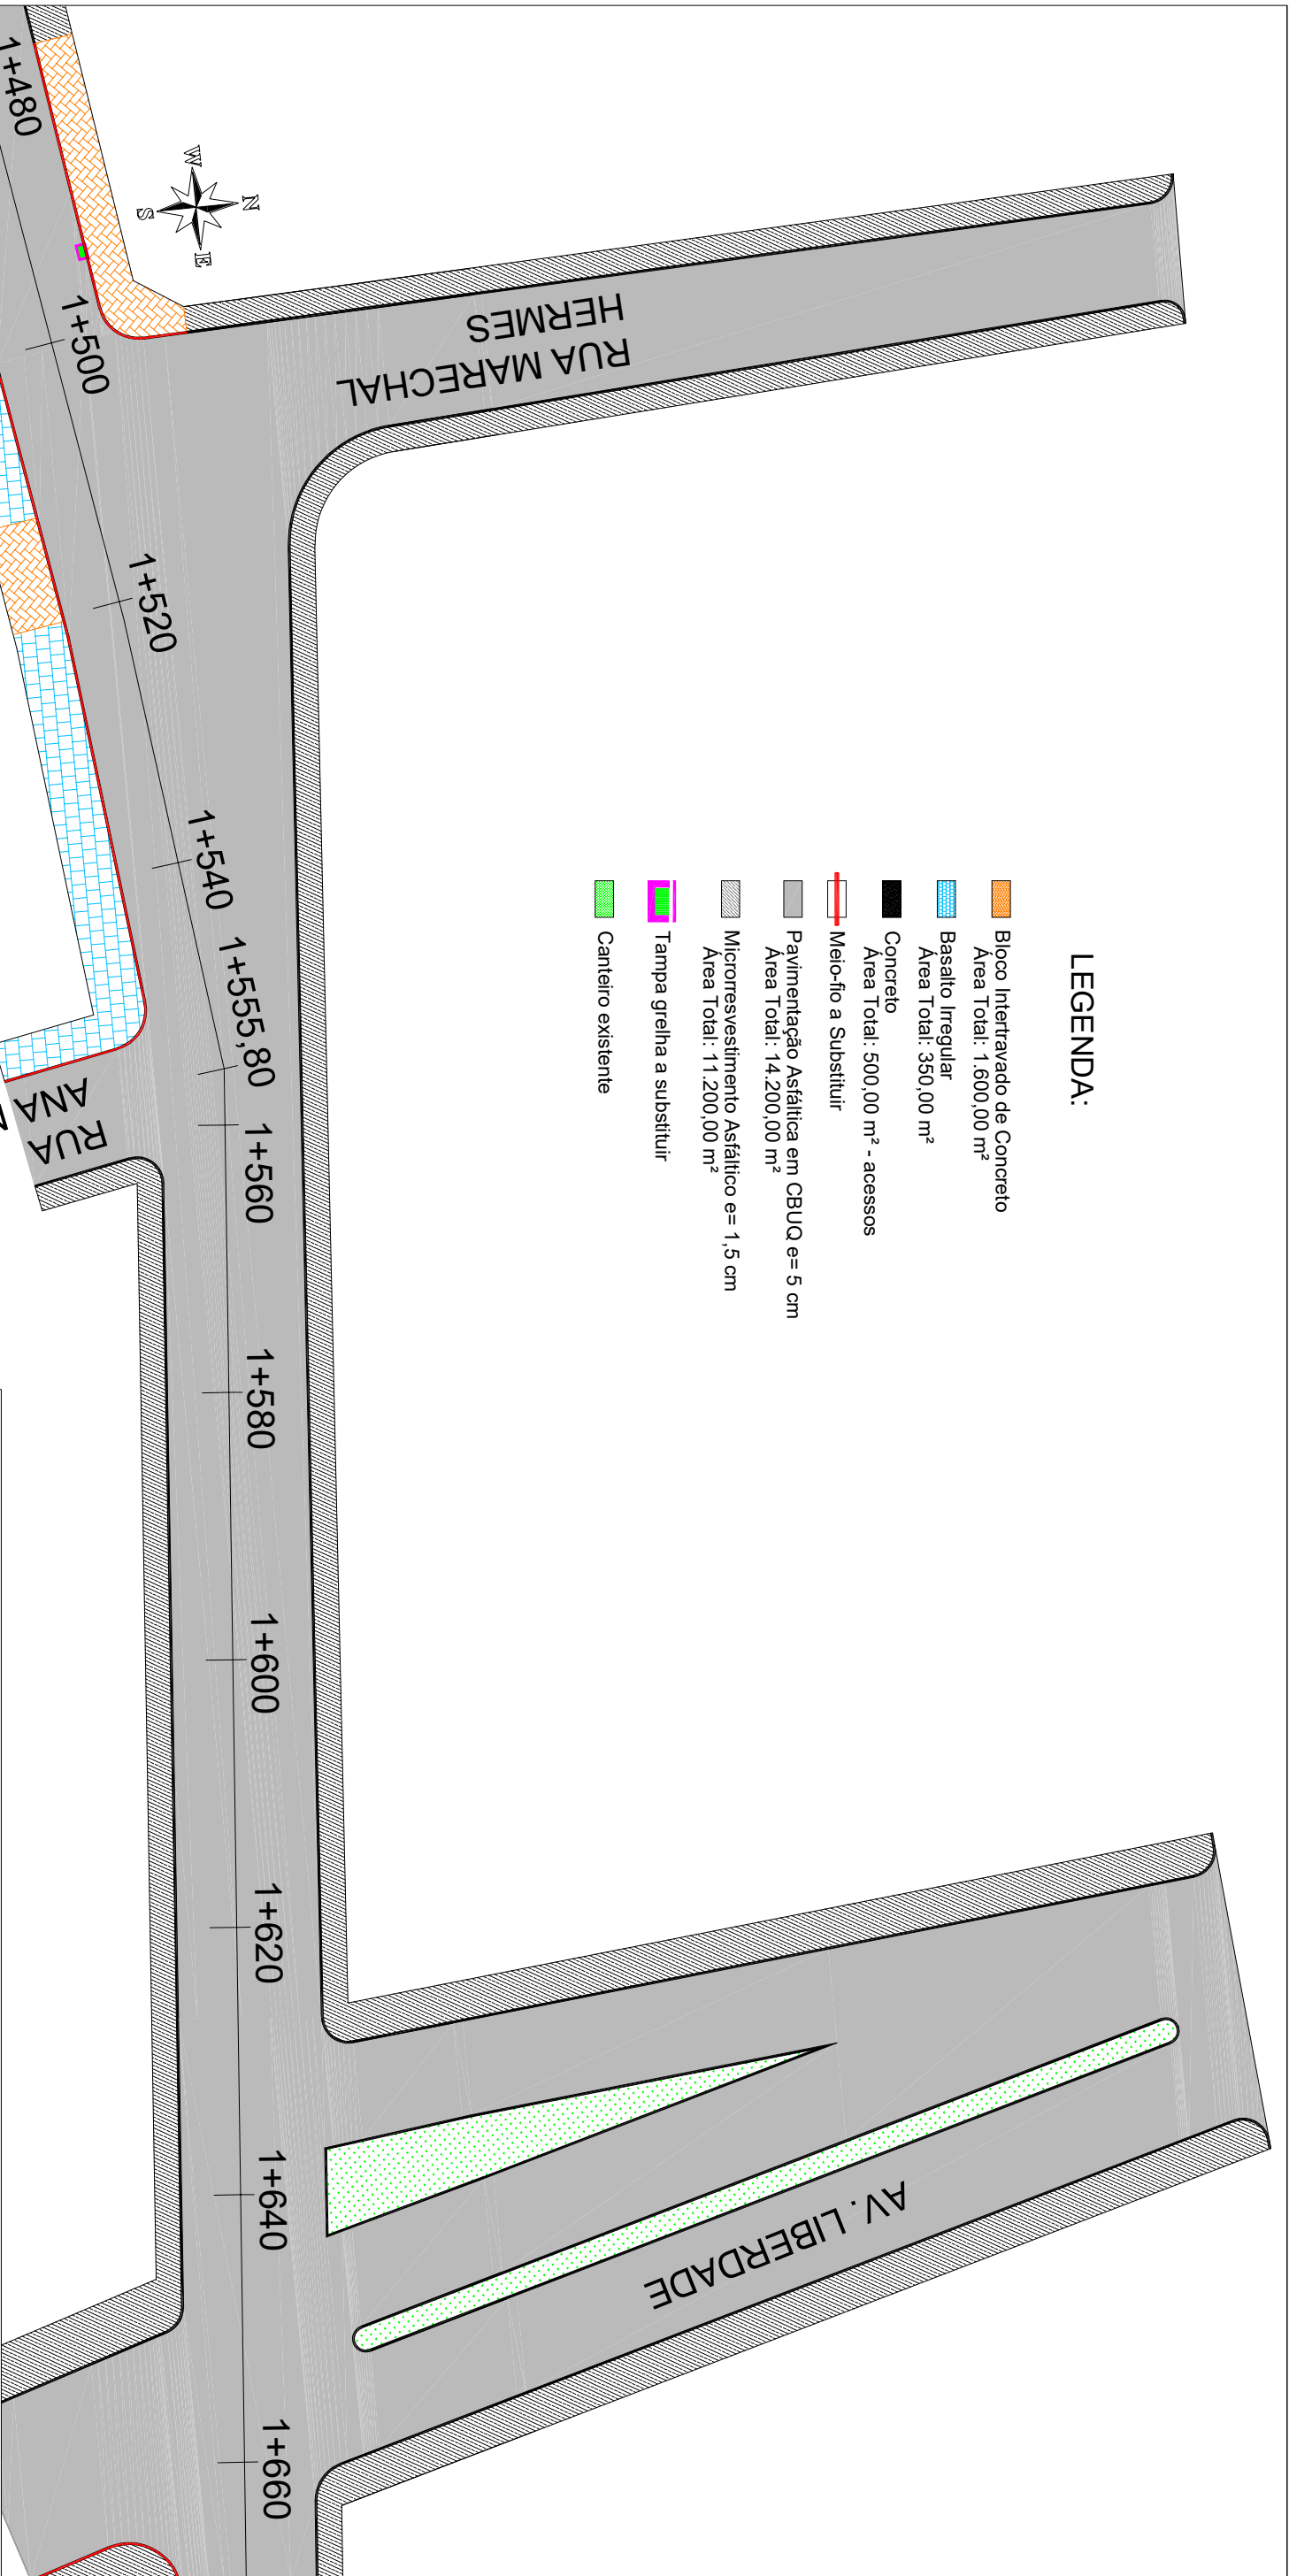 LEGENDA:
Bloco Intertravado de Concreto
Área Total: 1.600,00 m²
Basalto Irregular
Área Total: 350,00 m²
Concreto
Área Total: 500,00 m² - acessos
Meio-fio a Substituir
Pavimentação Asfáltica em CBUQ e= 5 cm
Área Total: 14.200,00 m²
Microrresvestimento Asfáltico e= 1,5 cm
Área Total: 11.200,00 m²
Tampa grelha a substituir
Canteiro existente
N
W
E
S
RUA MARECHAL
HERMES
AV. LIBERDADE
RUA
ANA
1+480
1+500
1+520
1+540
1+555,80
1+560
1+580
1+600
1+620
1+640
1+660